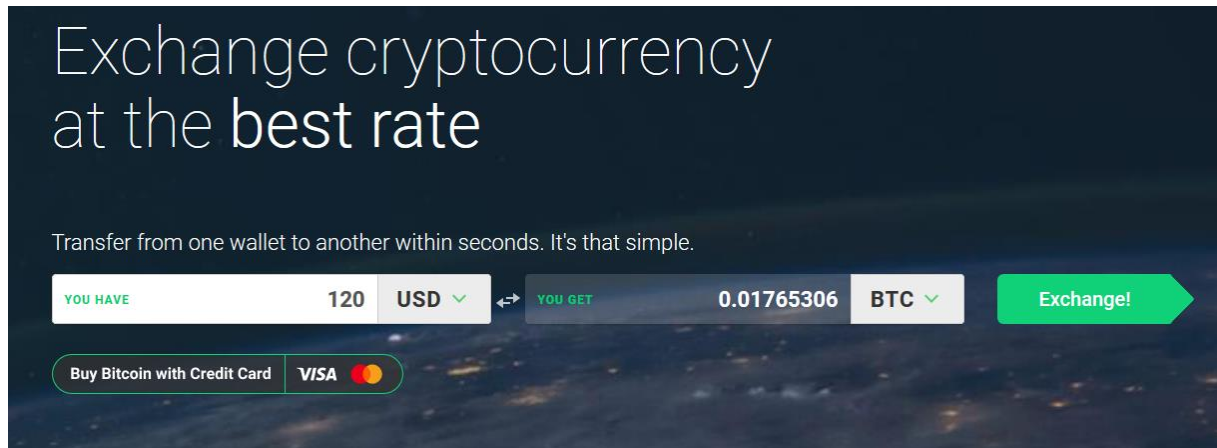 Exchange cryptocurrency
at the best rate
Transfer from one wallet to another within seconds. It's that simple.
YOU HAVE 120 USD YOU GET 0.01765306 BTC Exchange!
Buy Bitcoin with Credit Card VISA